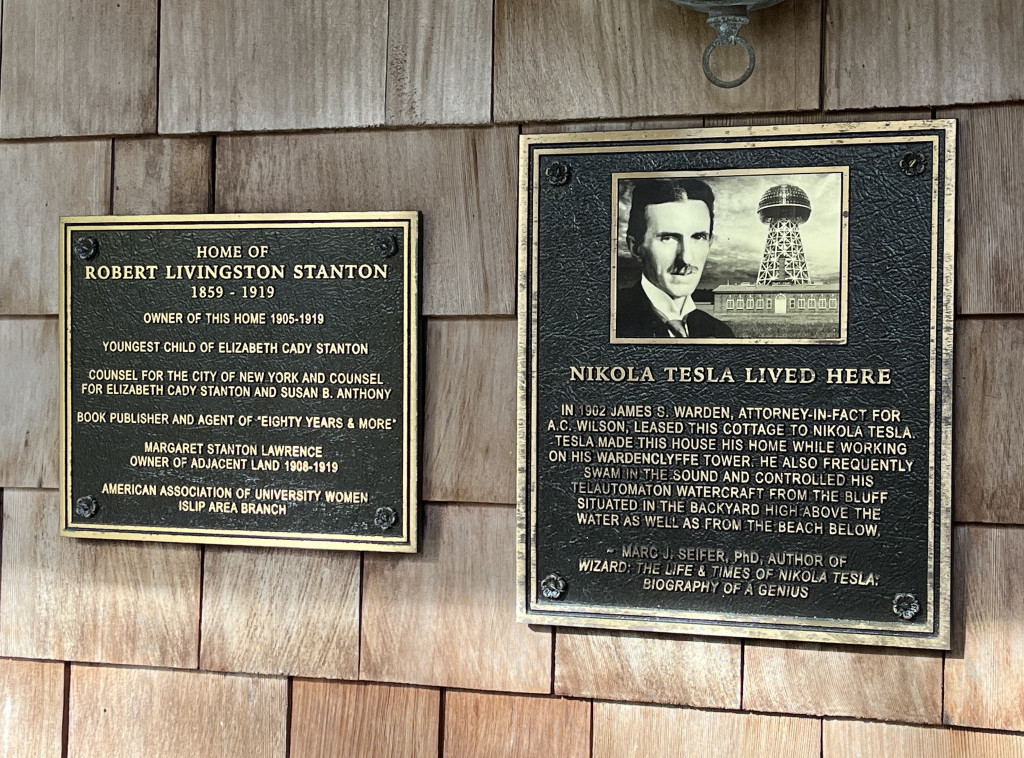 HOME OF
ROBERT LIVINGSTON STANTON
1859 - 1919
OWNER OF THIS HOME 1905-1919
YOUNGEST CHILD OF ELIZABETH CADY STANTON
COUNSEL FOR THE CITY OF NEW YORK AND COUNSEL
FOR ELIZABETH CADY STANTON AND SUSAN B. ANTHONY
BOOK PUBLISHER AND AGENT OF "EIGHTY YEARS & MORE"
MARGARET STANTON LAWRENCE
OWNER OF ADJACENT LAND 1908-1919
AMERICAN ASSOCIATION OF UNIVERSITY WOMEN
ISLIP AREA BRANCH
NIKOLA TESLA LIVED HERE
IN 1902 JAMES S. WARDEN, ATTORNEY-IN-FACT FOR
A.C. WILSON, LEASED THIS COTTAGE TO NIKOLA TESLA.
TESLA MADE THIS HOUSE HIS HOME WHILE WORKING
ON HIS WARDENCLYFFE TOWER. HE ALSO FREQUENTLY
SWAM IN THE SOUND AND CONTROLLED HIS
TELAUTOMATON WATERCRAFT FROM THE BLUFF
SITUATED IN THE BACKYARD HIGH ABOVE THE
WATER AS WELL AS FROM THE BEACH BELOW.
~ MARC J. SEIFER, PhD, AUTHOR OF
WIZARD: THE LIFE & TIMES OF NIKOLA TESLA:
BIOGRAPHY OF A GENIUS